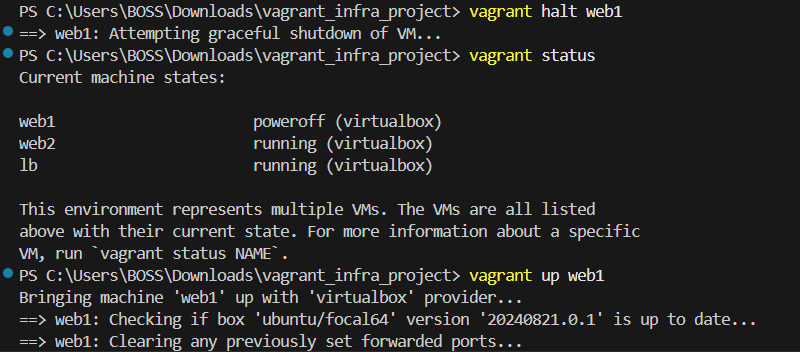 PS C:\Users\BOSS\Downloads\vagrant_infra_project> vagrant halt web1
==> web1: Attempting graceful shutdown of VM...
PS C:\Users\BOSS\Downloads\vagrant_infra_project> vagrant status
Current machine states:
web1                      poweroff (virtualbox)
web2                      running (virtualbox)
lb                        running (virtualbox)
This environment represents multiple VMs. The VMs are all listed
above with their current state. For more information about a specific
VM, run `vagrant status NAME`.
PS C:\Users\BOSS\Downloads\vagrant_infra_project> vagrant up web1
Bringing machine 'web1' up with 'virtualbox' provider...
==> web1: Checking if box 'ubuntu/focal64' version '20240821.0.1' is up to date...
==> web1: Clearing any previously set forwarded ports...